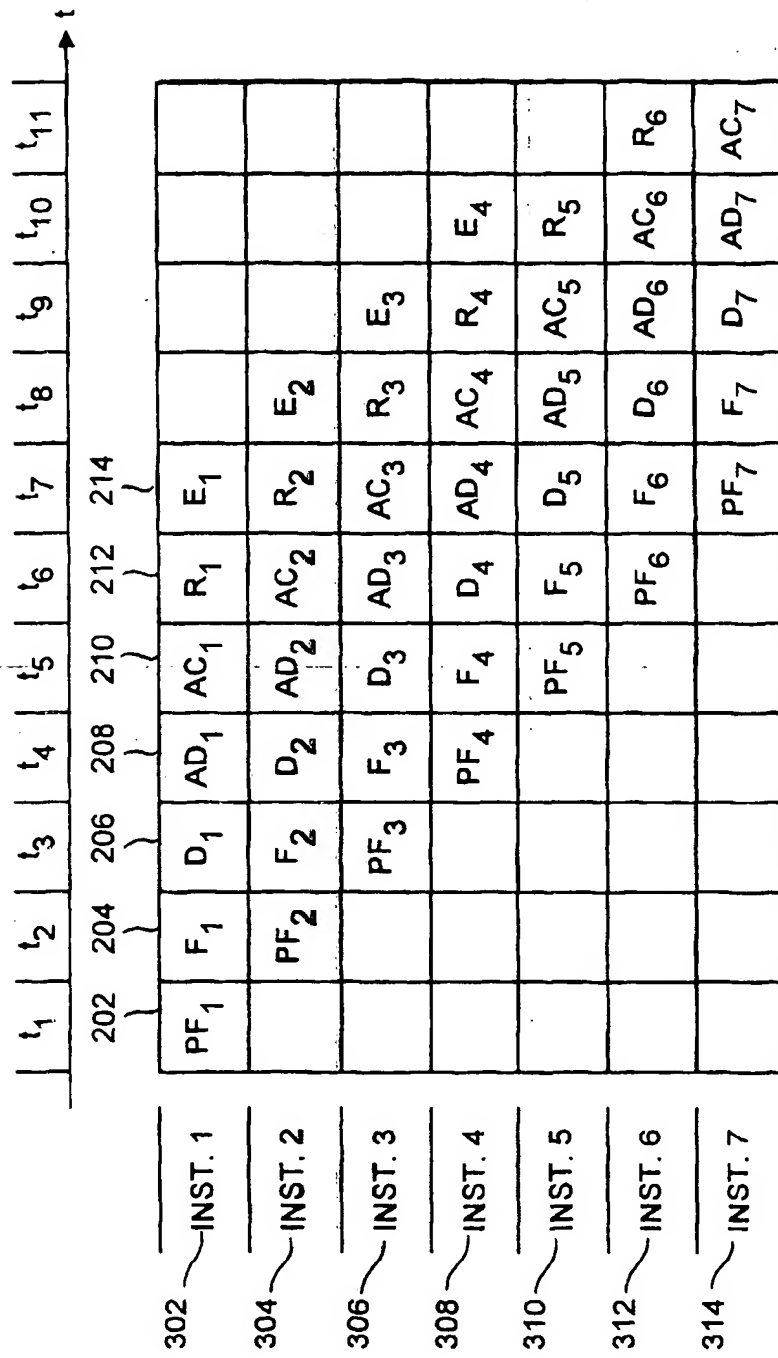 t1 t2 t3 t4 t5 t6 t7 t8 t9 t10 t11 t
202 204 206 208 210 212 214
302 INST. 1 PF1 F1 D1 AD1 AC1 R1 E1
304 INST. 2 PF2 F2 D2 AD2 AC2 R2 E2
306 INST. 3 PF3 F3 D3 AD3 AC3 R3 E3
308 INST. 4 PF4 F4 D4 AD4 AC4 R4 E4
310 INST. 5 PF5 F5 D5 AD5 AC5 R5
312 INST. 6 PF6 F6 D6 AD6 AC6 R6
314 INST. 7 PF7 F7 D7 AD7 AC7